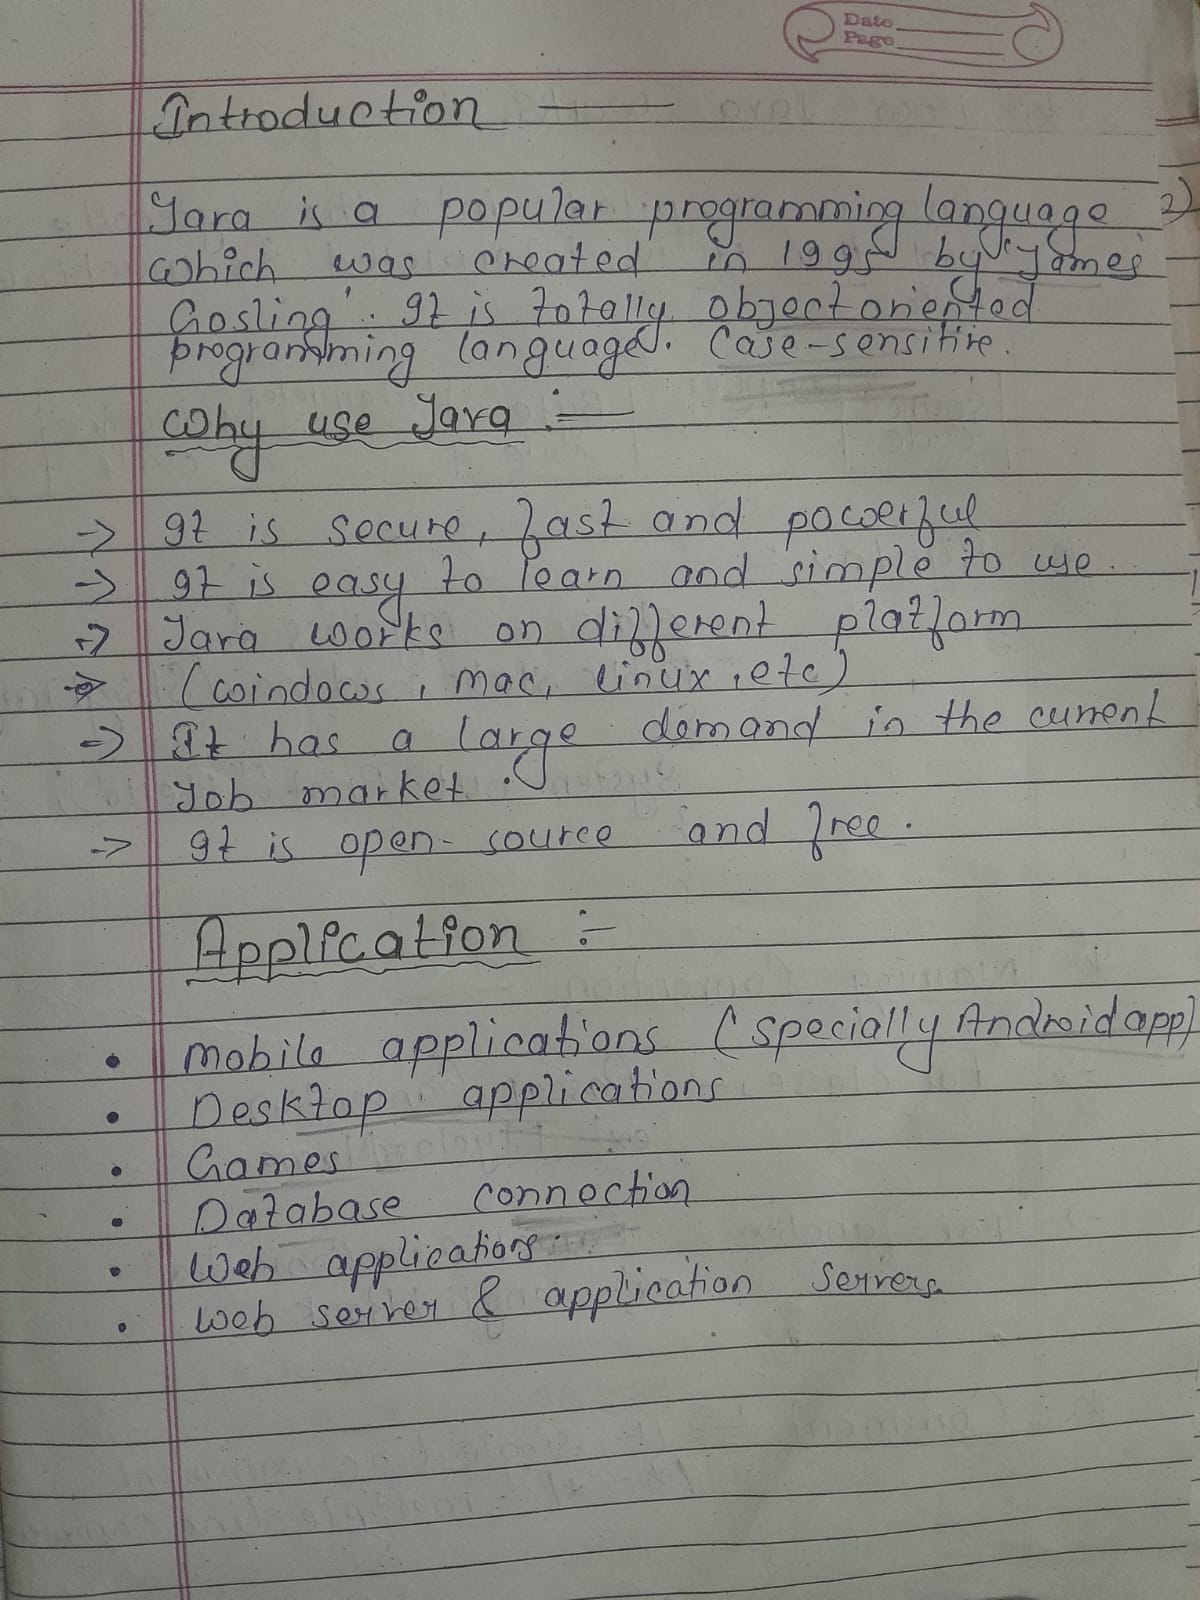 Date
Page
Introduction
Java is a popular programming language
which was created in 1995 by 'James
Gosling'. It is totally object oriented
programming language. Case-sensitive.
Why use Java :-
→ It is secure, fast and powerful
→ It is easy to learn and simple to use.
→ Java works on different platform
→ (windows, mac, linux, etc)
→ It has a large demand in the current
Job market.
→ It is open-source and free.
Application :-
• mobile applications (specially Android app)
• Desktop applications
• Games
• Database connection
• Web applications.
• Web server & application servers.
2)